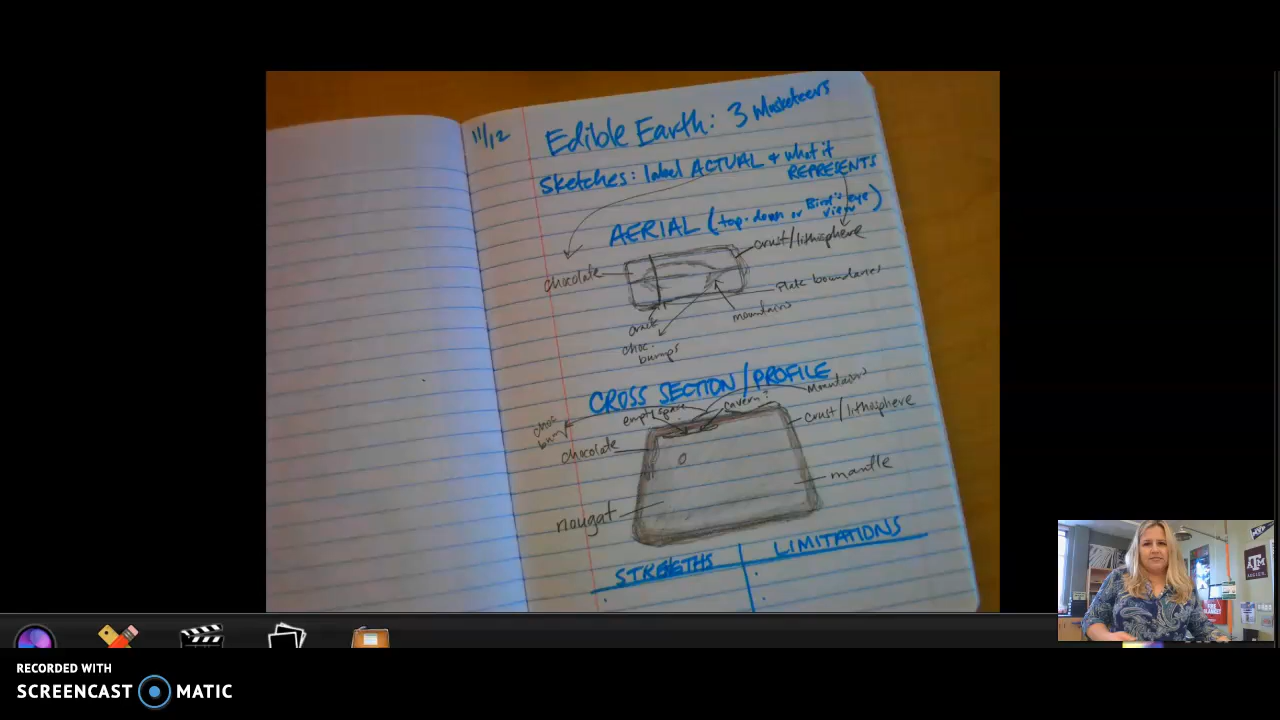 11/12
Edible Earth: 3 Musketeers
Sketches: label ACTUAL + what it
REPRESENTS
AERIAL (top-down or Bird's eye
view)
crust/lithosphere
chocolate
Plate boundaries
mountains
crack
choc.
bumps
CROSS SECTION/PROFILE
Mountains
empty space
cavern?
choc
bump
crust/lithosphere
chocolate
mantle
nougat
LIMITATIONS
RECORDED WITH
SCREENCAST MATIC